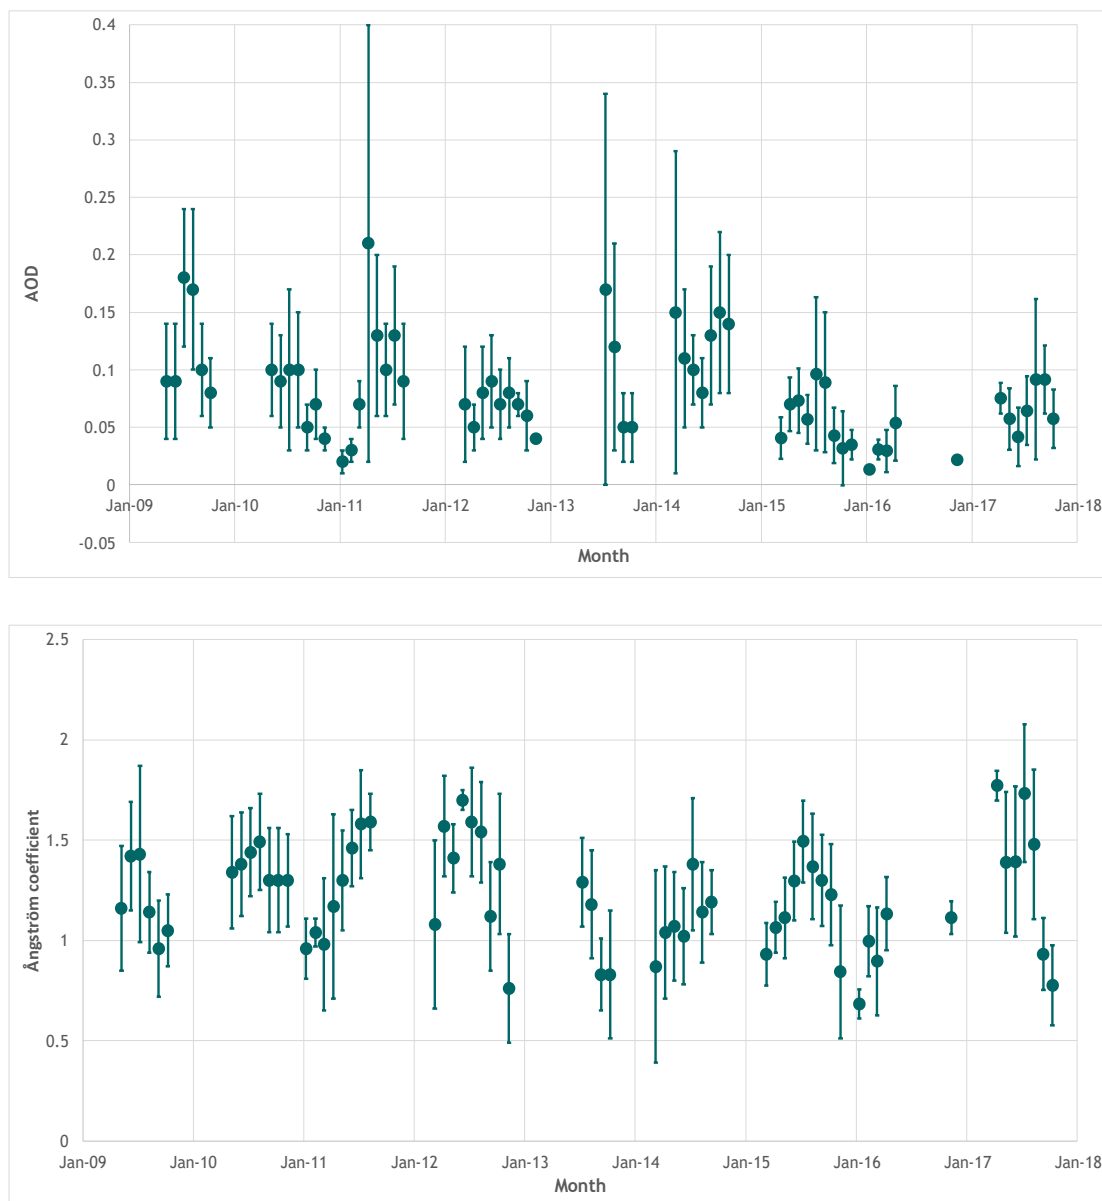 0.4
0.35
0.3
0.25
0.2
0.15
0.1
0.05
0
-0.05
AOD
Jan-09 Jan-10 Jan-11 Jan-12 Jan-13 Jan-14 Jan-15 Jan-16 Jan-17 Jan-18
Month
2.5
2
1.5
1
0.5
0
Ångström coefficient
Jan-09 Jan-10 Jan-11 Jan-12 Jan-13 Jan-14 Jan-15 Jan-16 Jan-17 Jan-18
Month